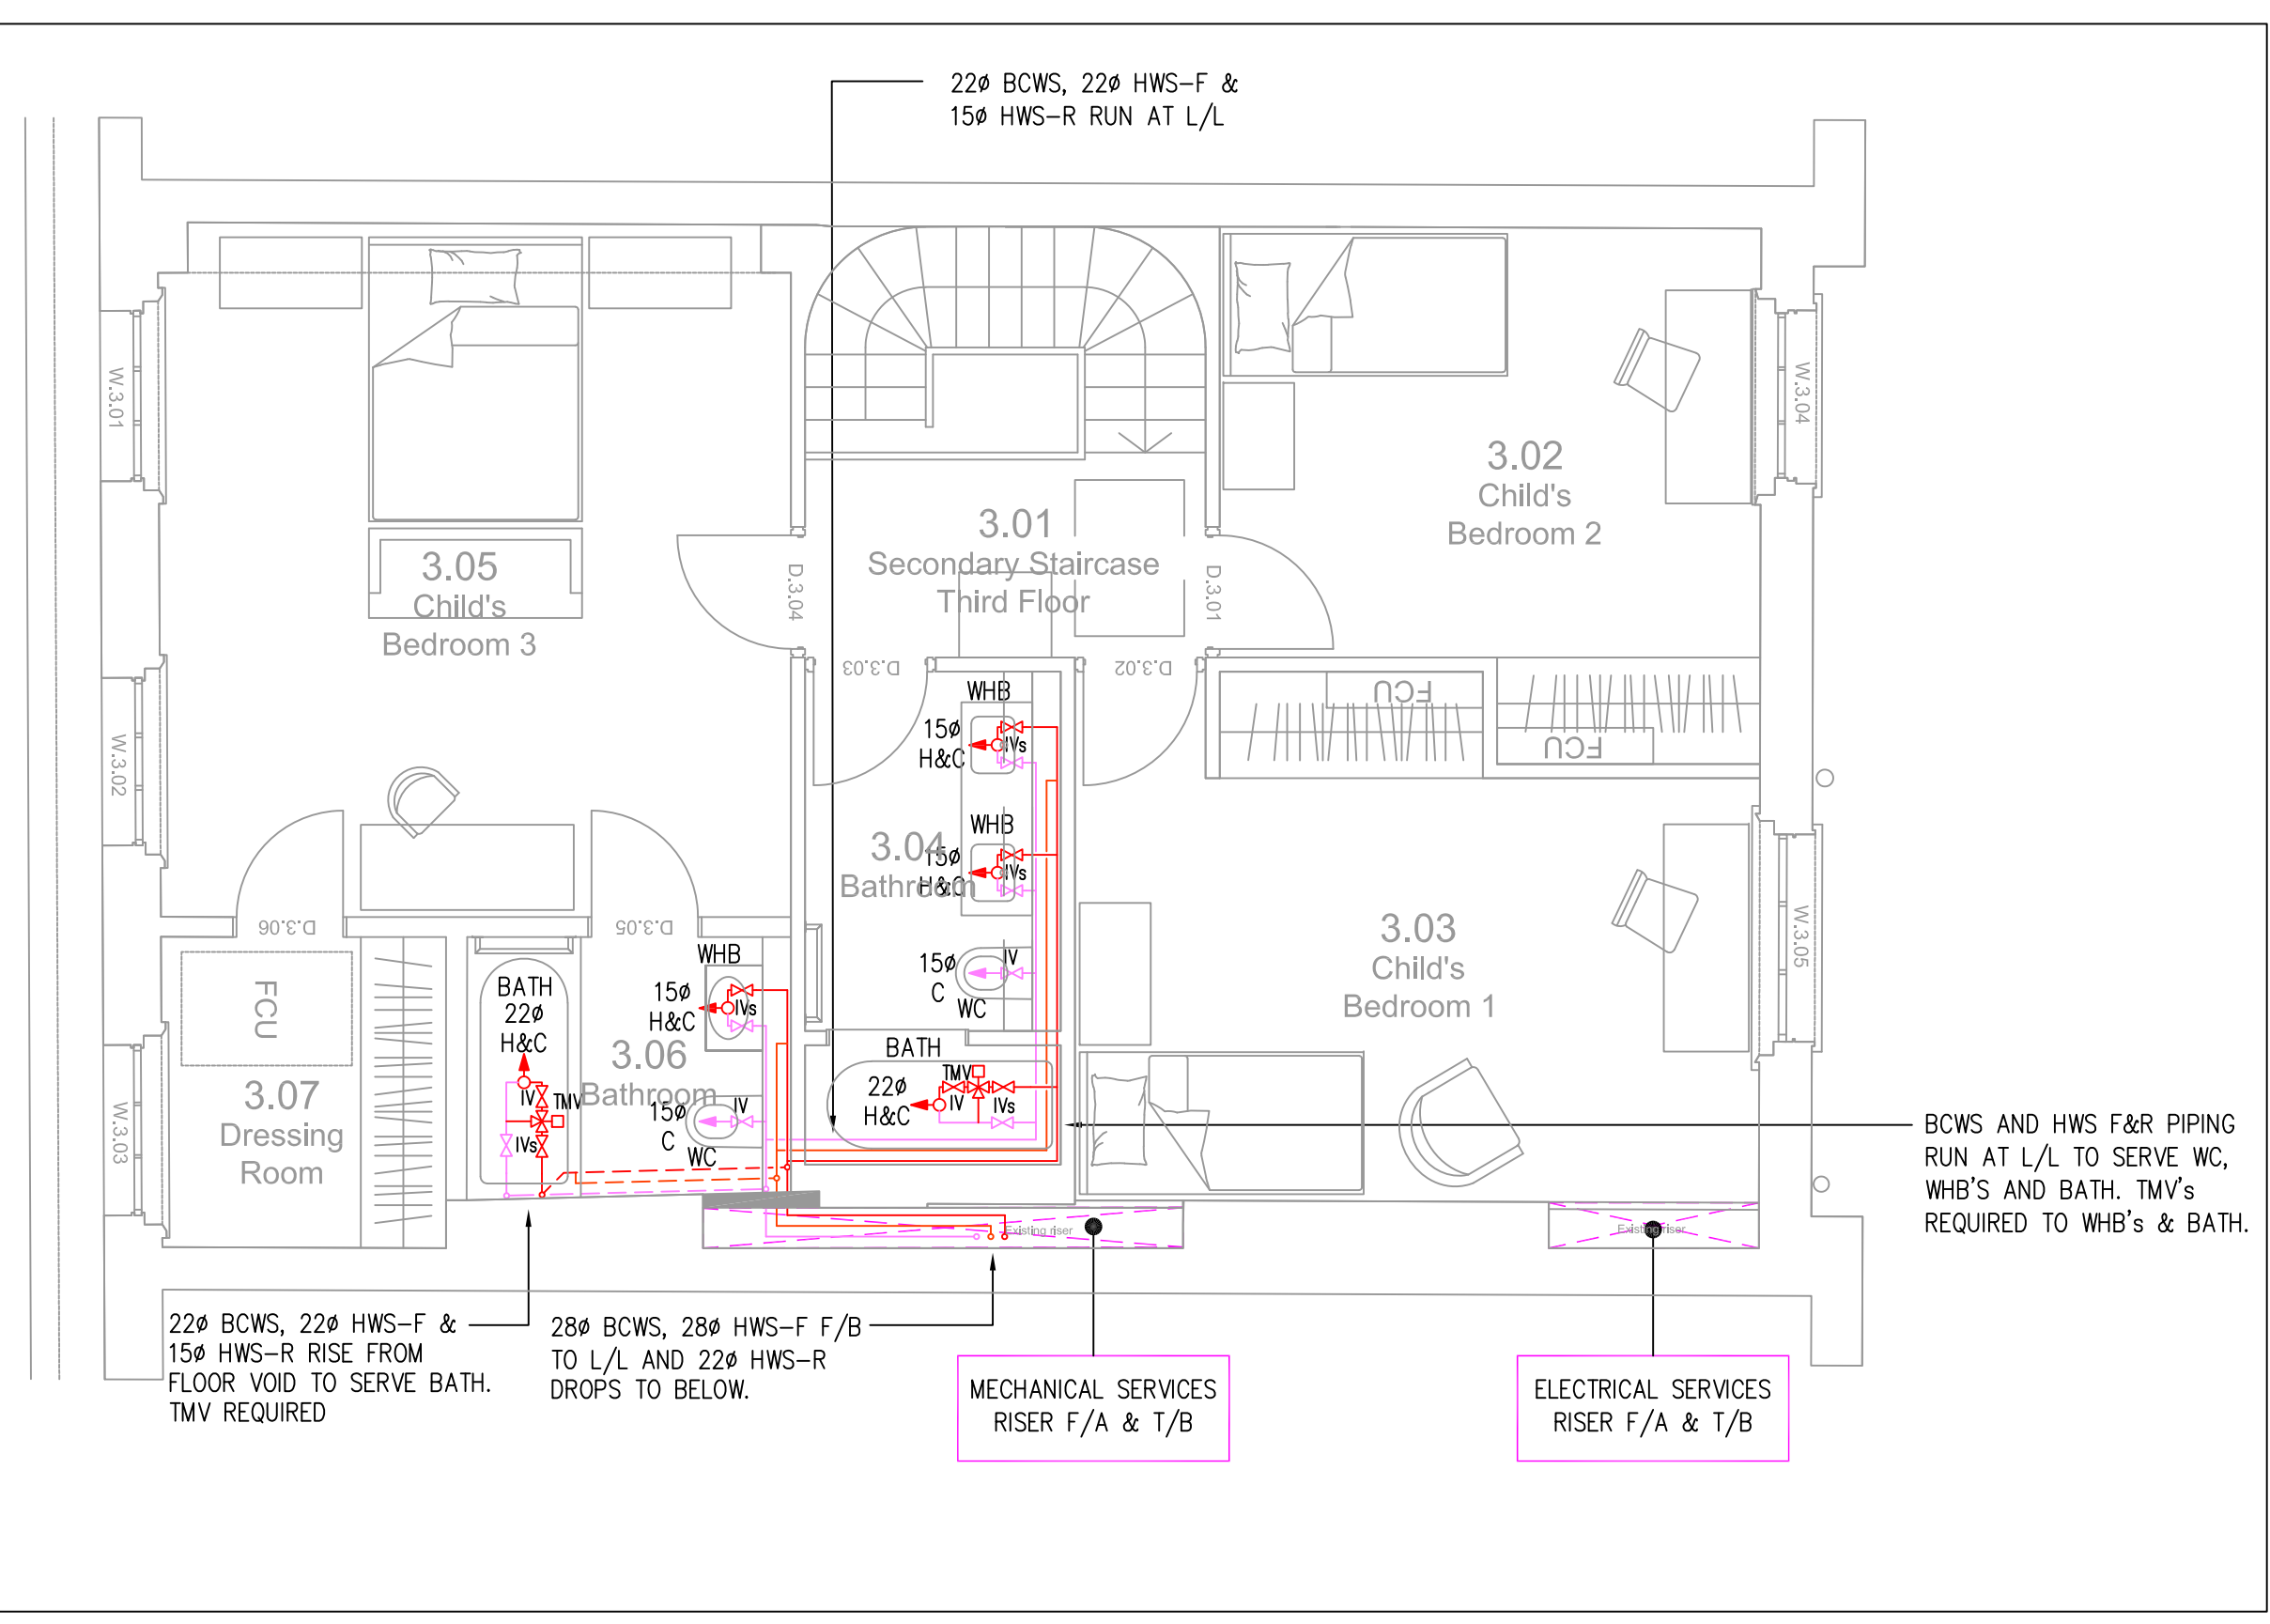 22ø BCWS, 22ø HWS-F &
15ø HWS-R RUN AT L/L
W.3.01
W.3.04
3.02
Child's
Bedroom 2
3.01
Secondary Staircase
Third Floor
3.05
Child's
Bedroom 3
D.3.04
D.3.01
D.3.03
D.3.02
WHB
15ø
H&C
IVs
FCU
FCU
W.3.02
WHB
3.04
15ø
H&C
IVs
Bathroom
D.3.06
D.3.05
3.03
Child's
Bedroom 1
W.3.05
WHB
15ø
H&C
IVs
15ø
C
IV
WC
FCU
BATH
22ø
H&C
IV
TMV
IVs
3.06
Bathroom
15ø
C
IV
WC
BATH
22ø
H&C
TMV
IV
IVs
3.07
Dressing
Room
W.3.03
BCWS AND HWS F&R PIPING
RUN AT L/L TO SERVE WC,
WHB'S AND BATH. TMV's
REQUIRED TO WHB's & BATH.
Existing riser
Existing riser
22ø BCWS, 22ø HWS-F &
15ø HWS-R RISE FROM
FLOOR VOID TO SERVE BATH.
TMV REQUIRED
28ø BCWS, 28ø HWS-F F/B
TO L/L AND 22ø HWS-R
DROPS TO BELOW.
MECHANICAL SERVICES
RISER F/A & T/B
ELECTRICAL SERVICES
RISER F/A & T/B